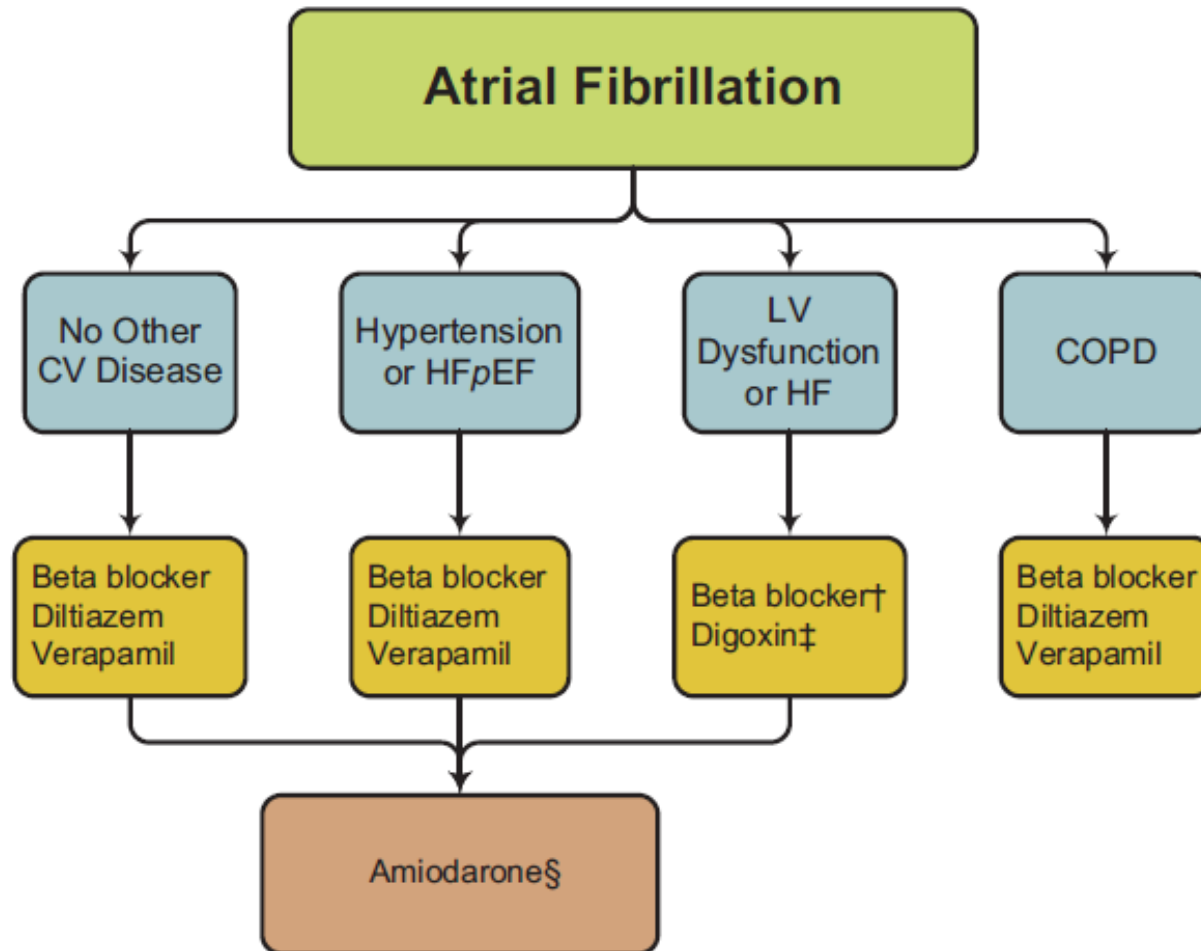 Atrial Fibrillation
No Other
CV Disease
Hypertension
or HFpEF
LV
Dysfunction
or HF
COPD
Beta blocker
Diltiazem
Verapamil
Beta blocker
Diltiazem
Verapamil
Beta blocker†
Digoxin‡
Beta blocker
Diltiazem
Verapamil
Amiodarone§